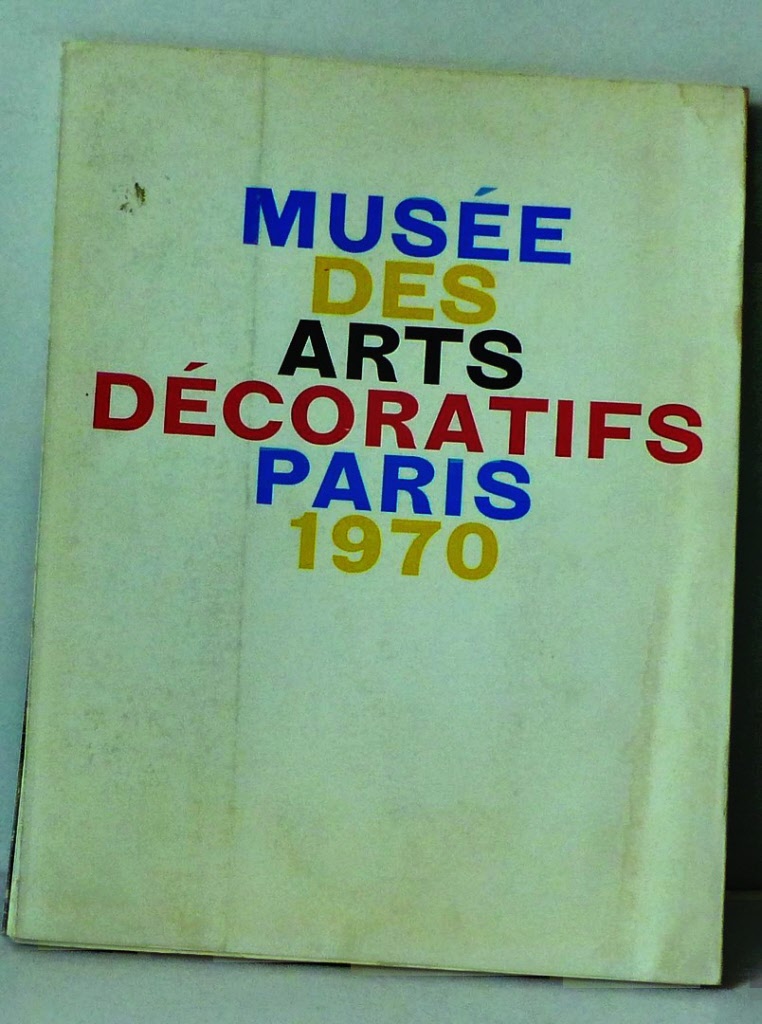 MUSÉE
DES
ARTS
DÉCORATIFS
PARIS
1970